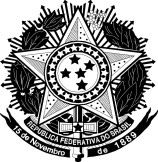 REPÚBLICA FEDERATIVA DO BRASIL
15 de Novembro de 1889